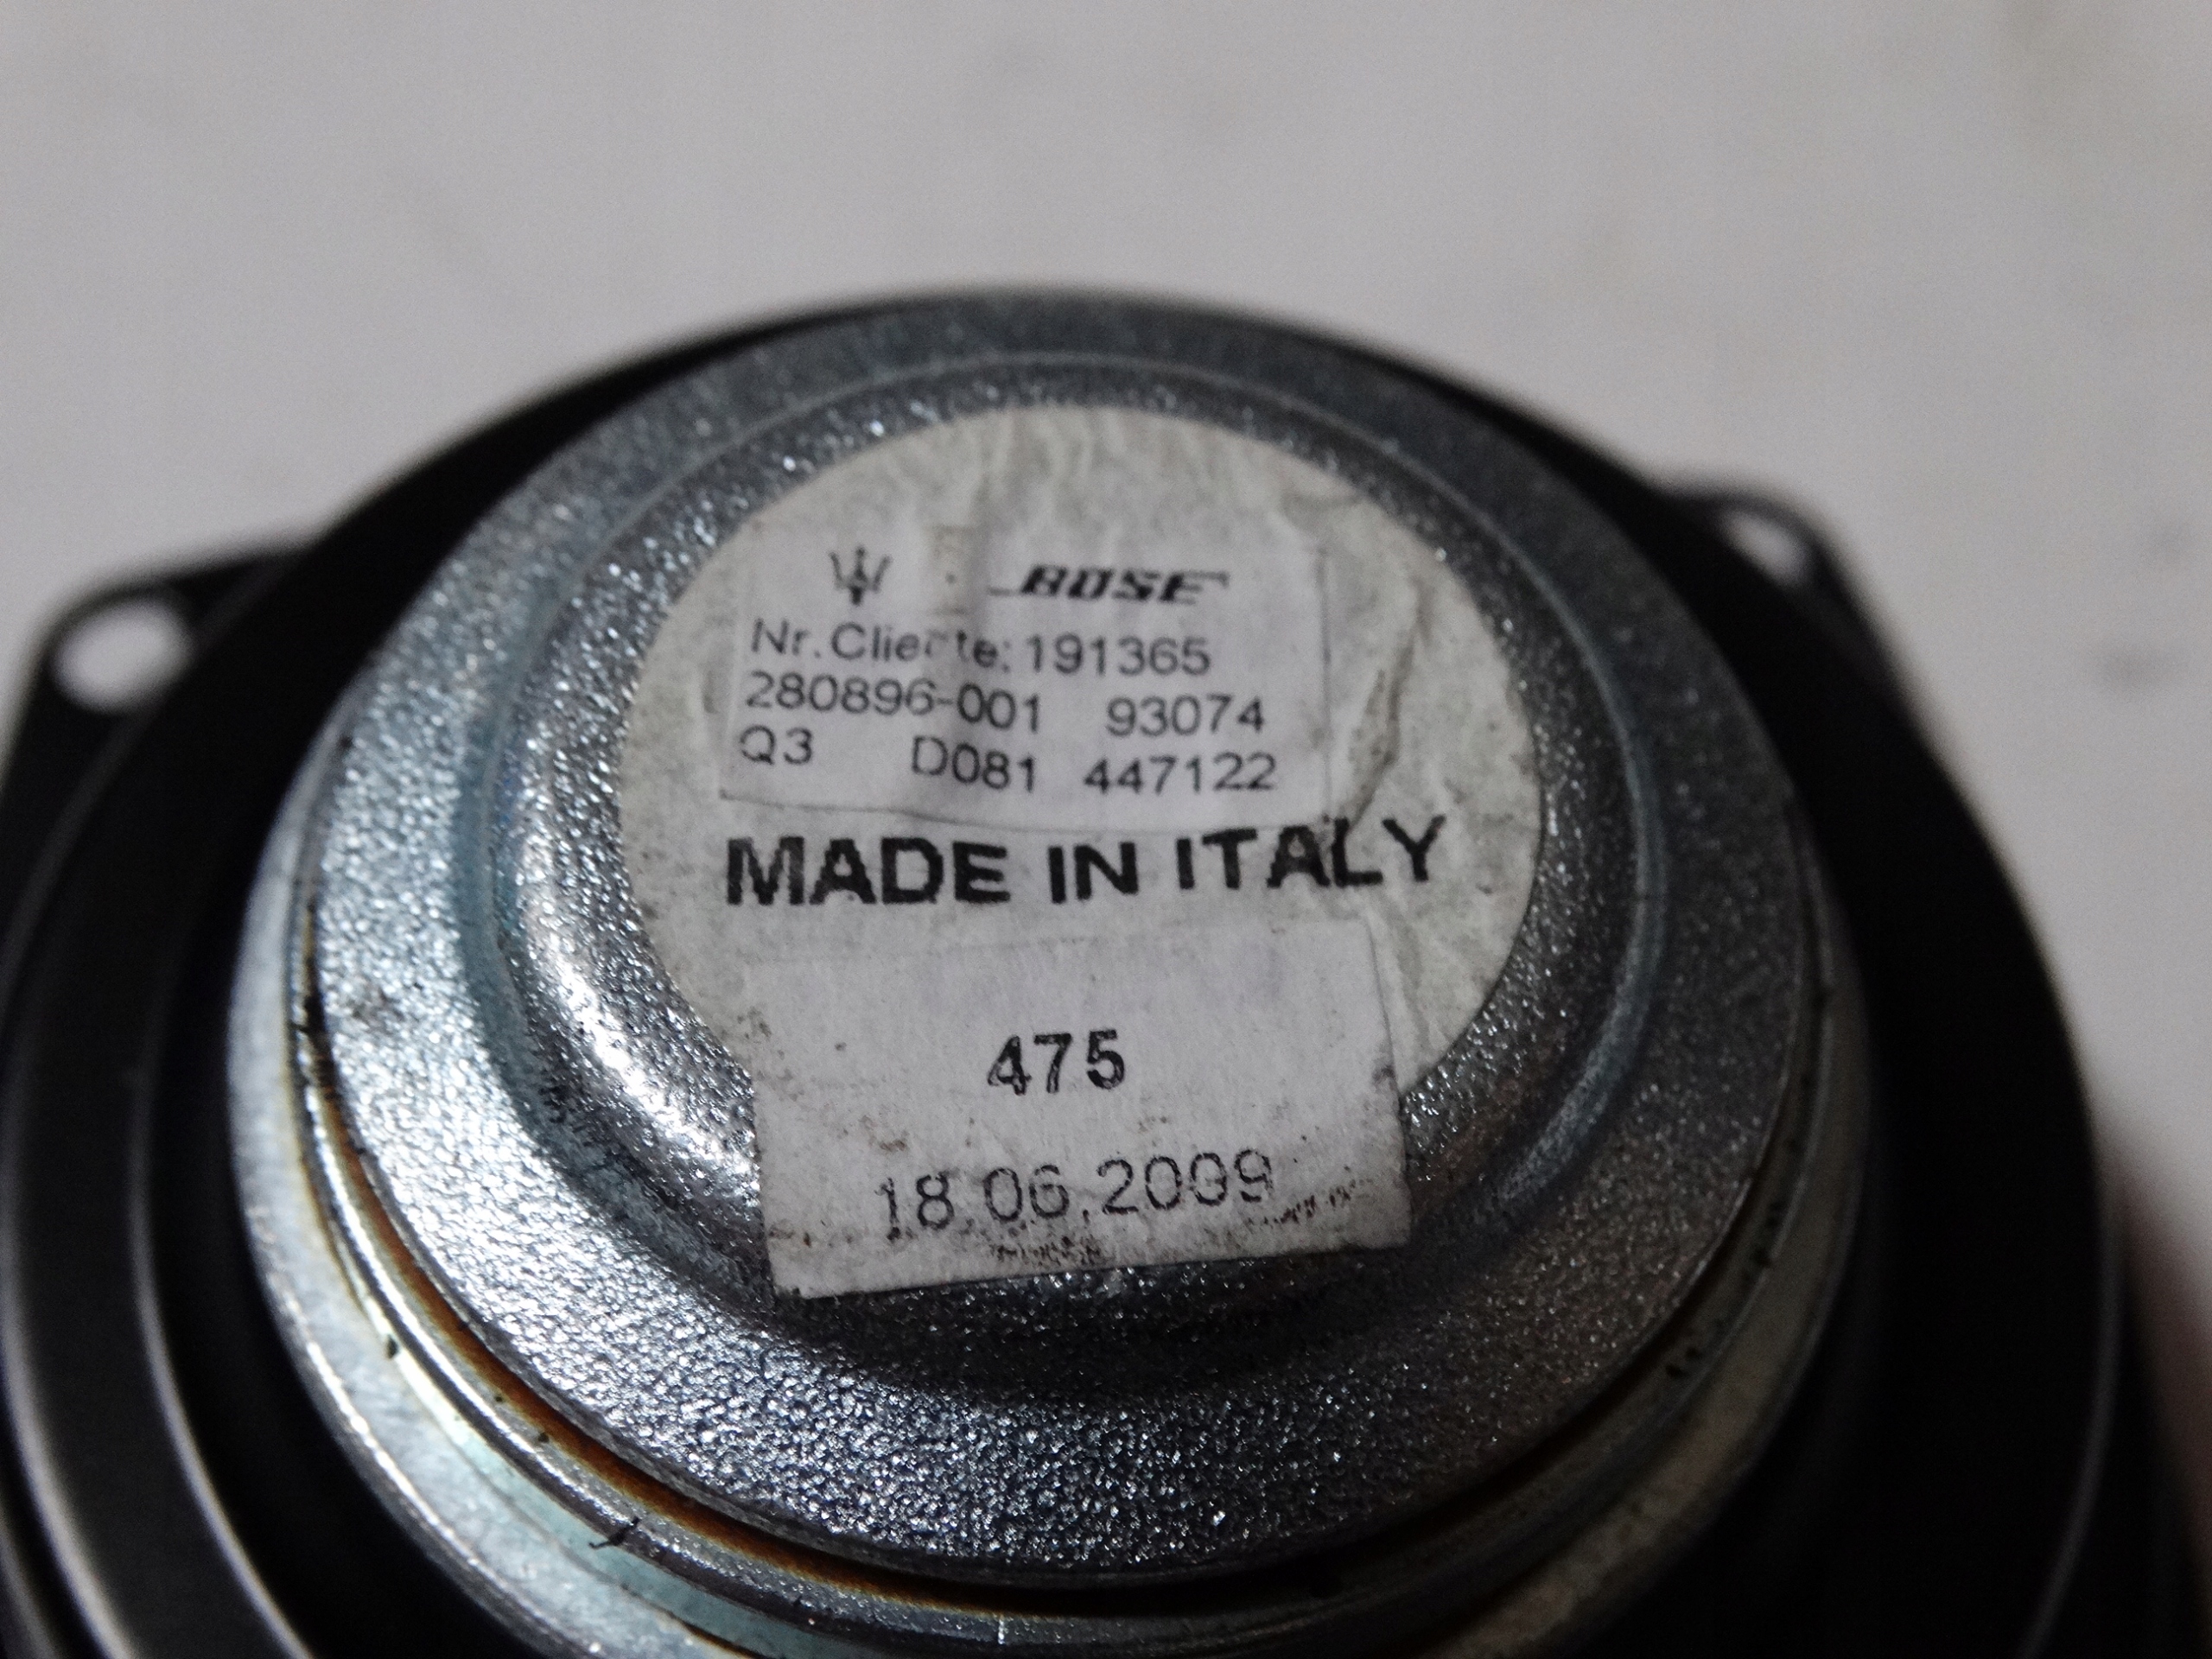 BOSE
Nr.Cliente:191365
280896-001 93074
Q3 D081 447122
MADE IN ITALY
475
18.06.2009